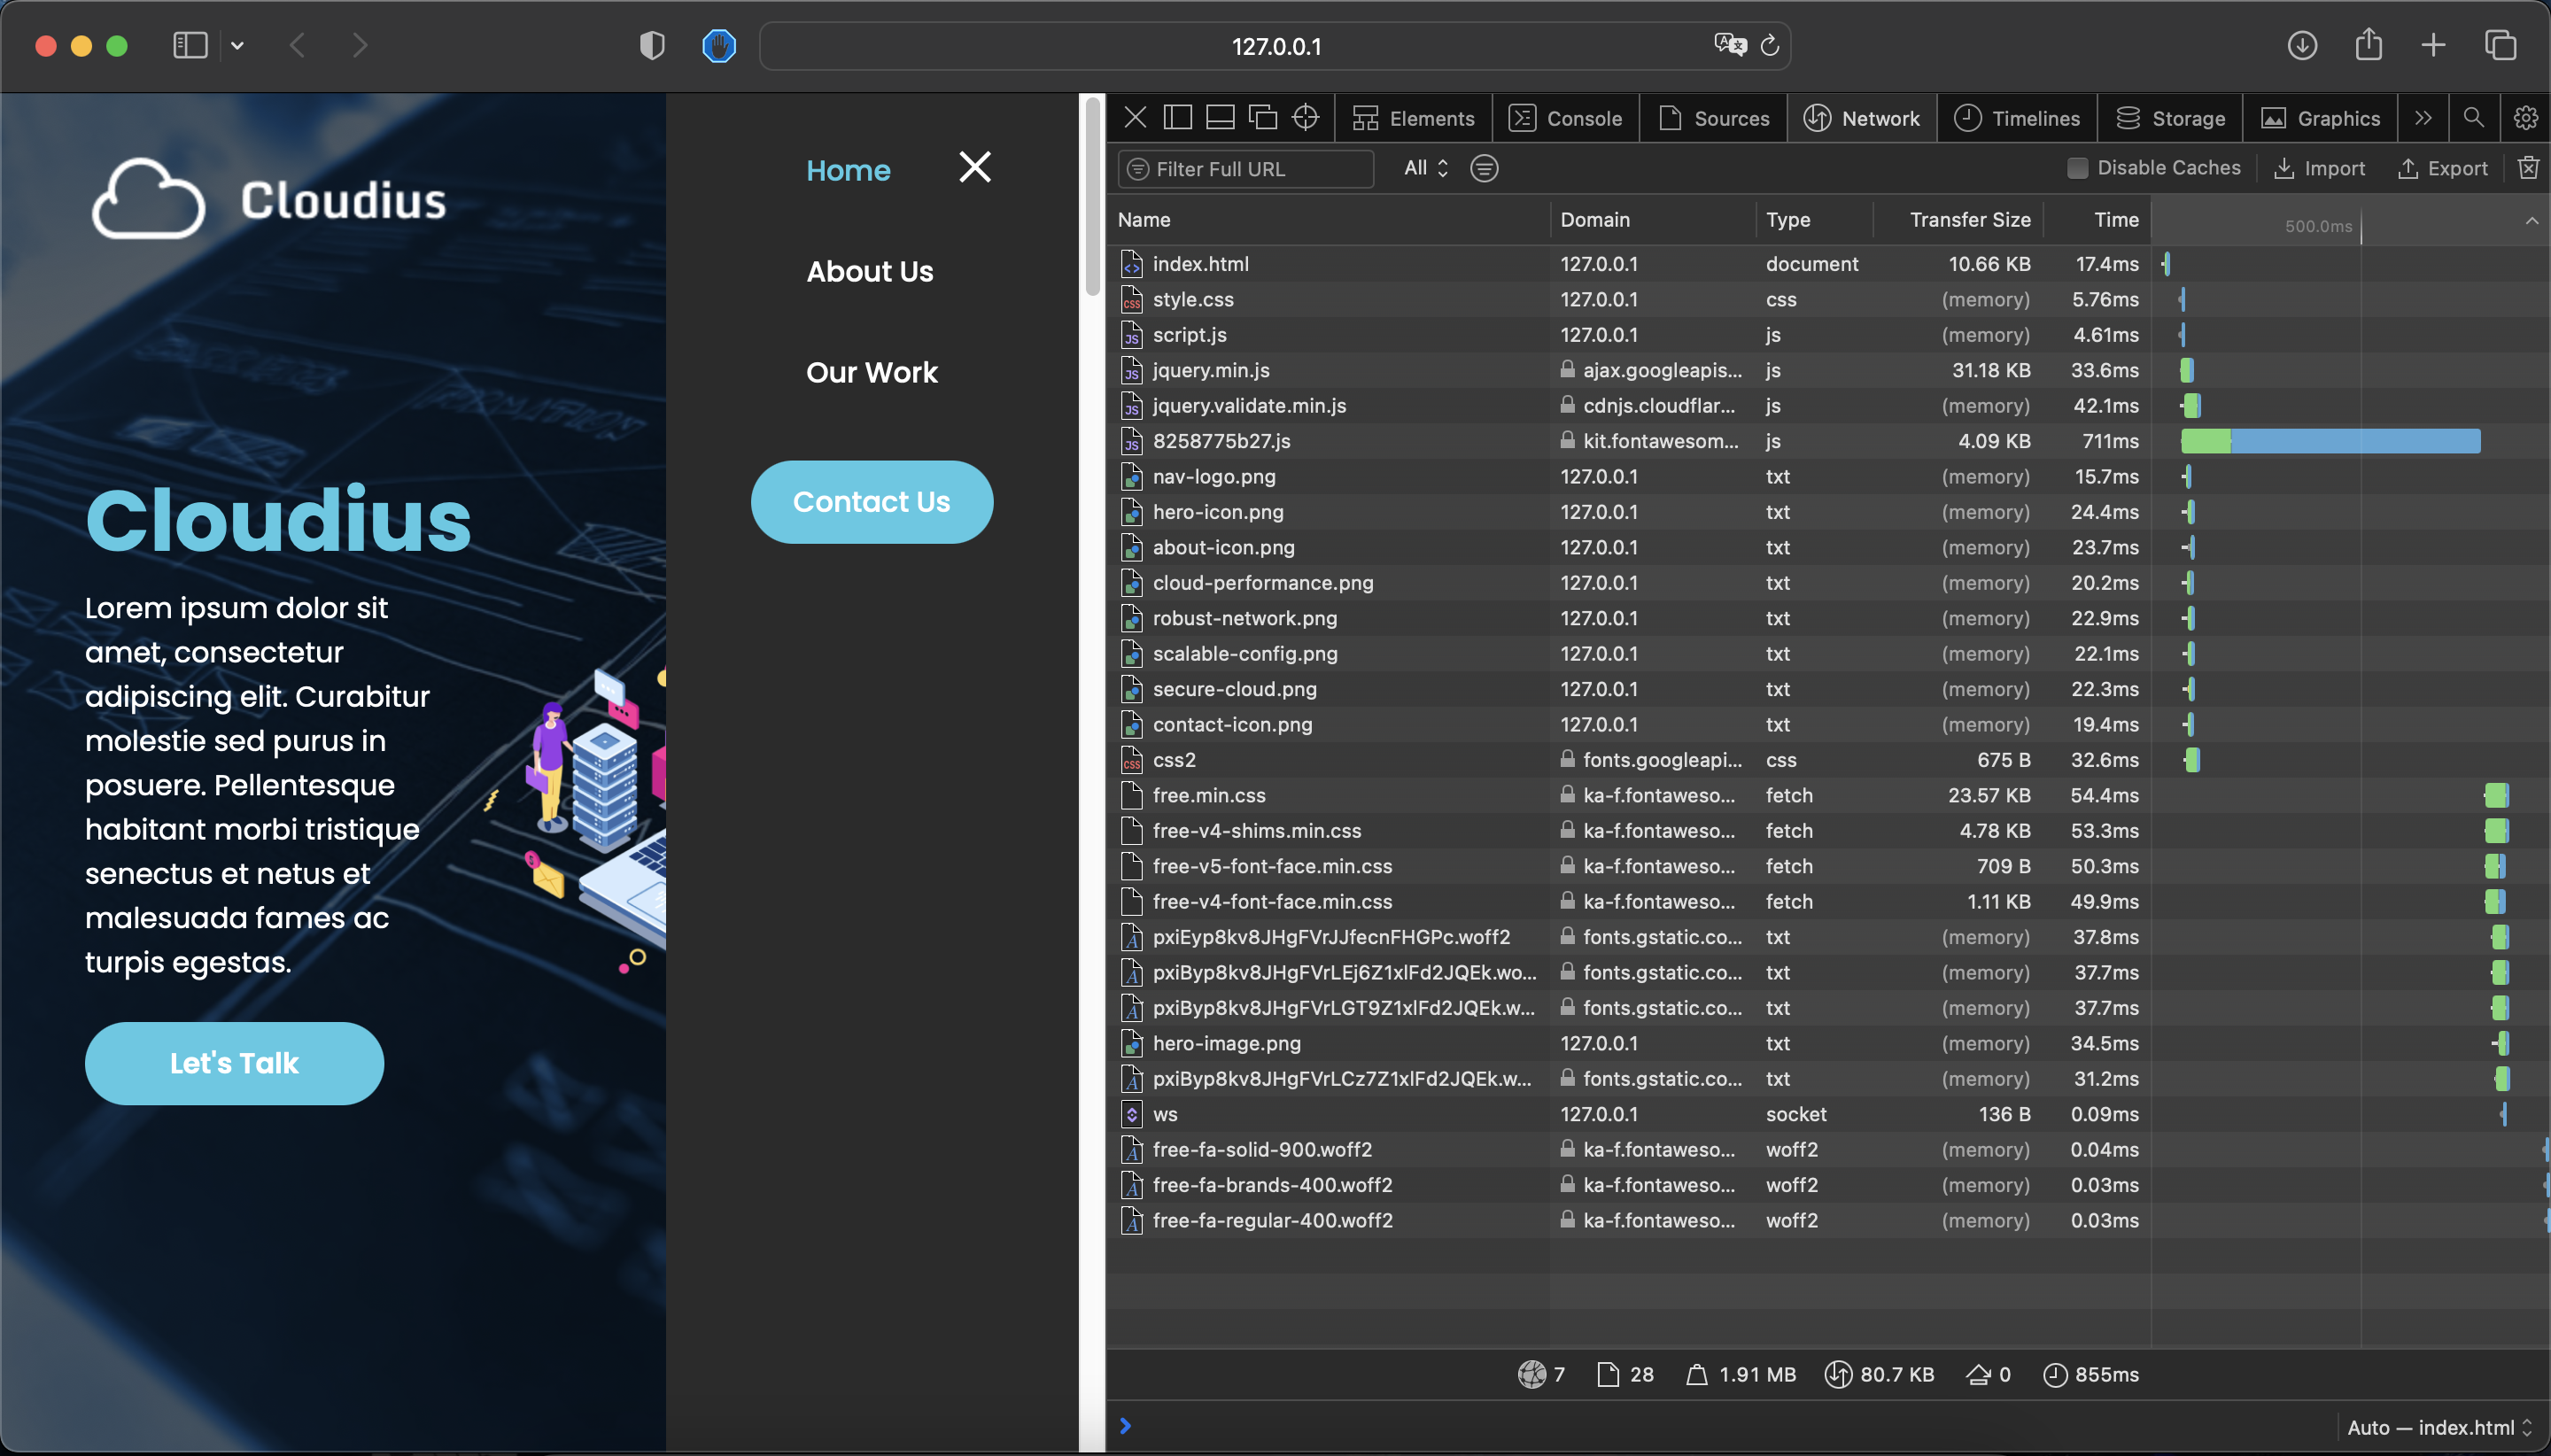 127.0.0.1
Cloudius
Home
About Us
Our Work
Contact Us
Cloudius
Lorem ipsum dolor sit
amet, consectetur
adipiscing elit. Curabitur
molestie sed purus in
posuere. Pellentesque
habitant morbi tristique
senectus et netus et
malesuada fames ac
turpis egestas.
Let's Talk
Elements Console Sources Network Timelines Storage Graphics
Filter Full URL All Disable Caches Import Export
Name Domain Type Transfer Size Time 500.0ms
index.html 127.0.0.1 document 10.66 KB 17.4ms
style.css 127.0.0.1 css (memory) 5.76ms
script.js 127.0.0.1 js (memory) 4.61ms
jquery.min.js ajax.googleapis... js 31.18 KB 33.6ms
jquery.validate.min.js cdnjs.cloudflar... js (memory) 42.1ms
8258775b27.js kit.fontawesom... js 4.09 KB 711ms
nav-logo.png 127.0.0.1 txt (memory) 15.7ms
hero-icon.png 127.0.0.1 txt (memory) 24.4ms
about-icon.png 127.0.0.1 txt (memory) 23.7ms
cloud-performance.png 127.0.0.1 txt (memory) 20.2ms
robust-network.png 127.0.0.1 txt (memory) 22.9ms
scalable-config.png 127.0.0.1 txt (memory) 22.1ms
secure-cloud.png 127.0.0.1 txt (memory) 22.3ms
contact-icon.png 127.0.0.1 txt (memory) 19.4ms
css2 fonts.googleapi... css 675 B 32.6ms
free.min.css ka-f.fontaweso... fetch 23.57 KB 54.4ms
free-v4-shims.min.css ka-f.fontaweso... fetch 4.78 KB 53.3ms
free-v5-font-face.min.css ka-f.fontaweso... fetch 709 B 50.3ms
free-v4-font-face.min.css ka-f.fontaweso... fetch 1.11 KB 49.9ms
pxiEyp8kv8JHgFVrJJfecnFHGPc.woff2 fonts.gstatic.co... txt (memory) 37.8ms
pxiByp8kv8JHgFVrLEj6Z1xlFd2JQEk.wo... fonts.gstatic.co... txt (memory) 37.7ms
pxiByp8kv8JHgFVrLGT9Z1xlFd2JQEk.w... fonts.gstatic.co... txt (memory) 37.7ms
hero-image.png 127.0.0.1 txt (memory) 34.5ms
pxiByp8kv8JHgFVrLCz7Z1xlFd2JQEk.w... fonts.gstatic.co... txt (memory) 31.2ms
ws 127.0.0.1 socket 136 B 0.09ms
free-fa-solid-900.woff2 ka-f.fontaweso... woff2 (memory) 0.04ms
free-fa-brands-400.woff2 ka-f.fontaweso... woff2 (memory) 0.03ms
free-fa-regular-400.woff2 ka-f.fontaweso... woff2 (memory) 0.03ms
7 28 1.91 MB 80.7 KB 0 855ms
Auto — index.html